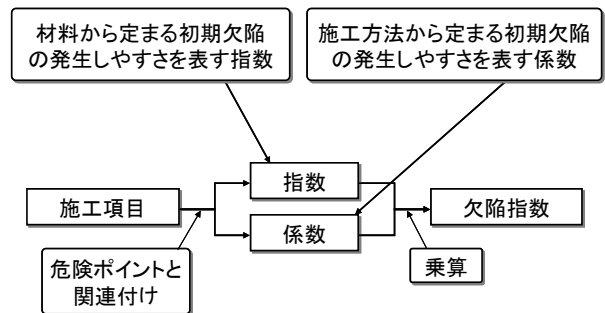 材料から定まる初期欠陥
の発生しやすさを表す指数
施工方法から定まる初期欠陥
の発生しやすさを表す係数
指数
施工項目
欠陥指数
係数
危険ポイントと
関連付け
乗算